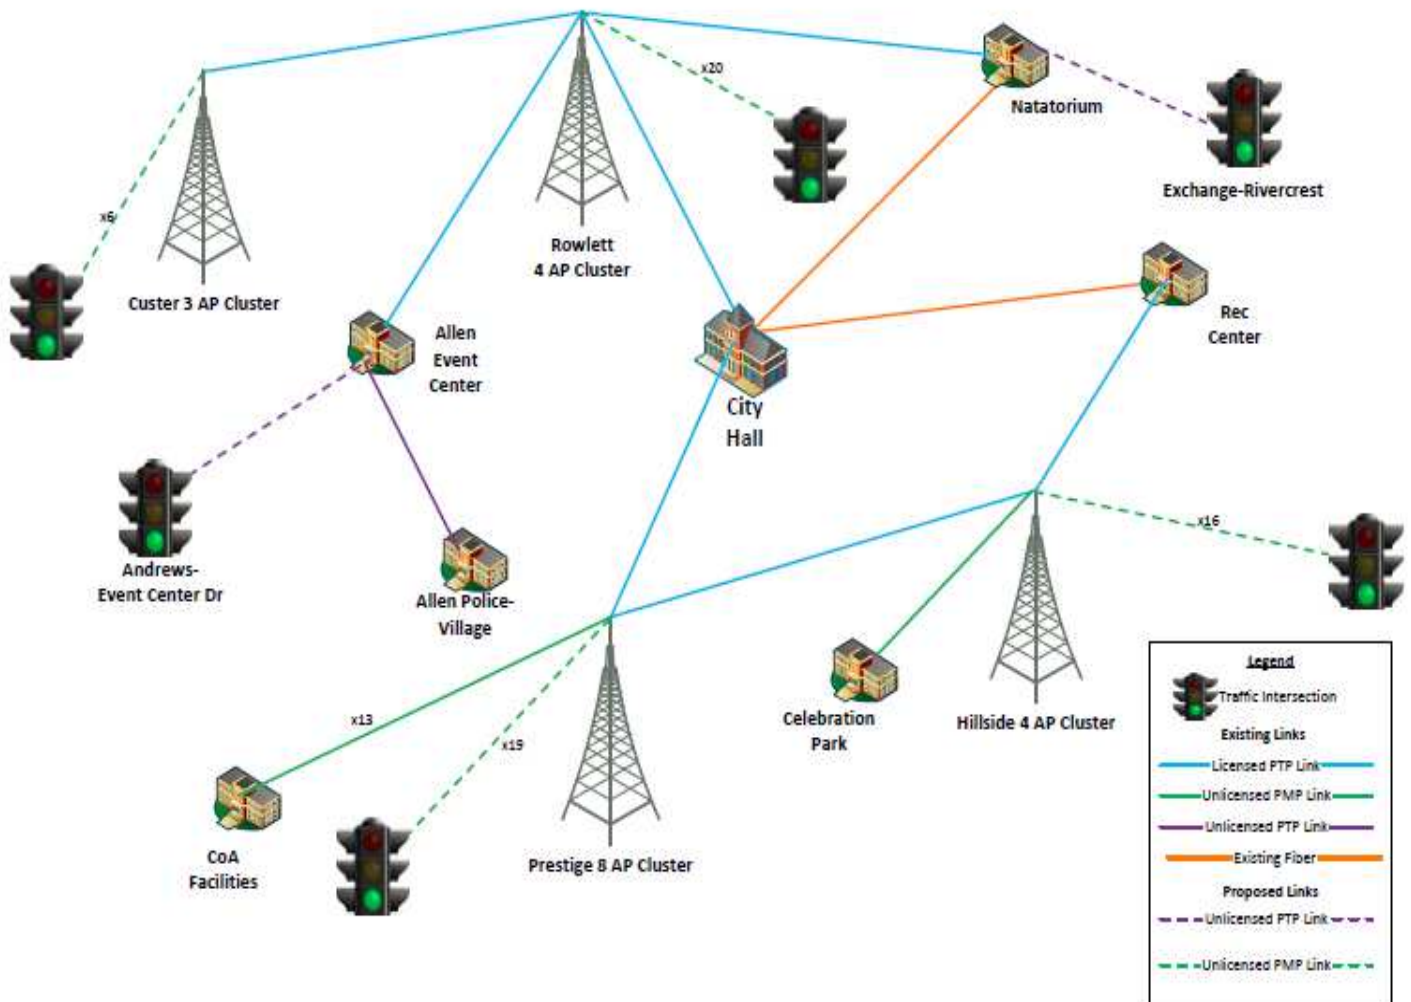 x20
Natatorium
Exchange-Rivercrest
x6
Rowlett
4 AP Cluster
Custer 3 AP Cluster
Allen
Event
Center
Rec
Center
City
Hall
Andrews-
Event Center Dr
Allen Police-
Village
x16
Celebration
Park
Hillside 4 AP Cluster
x13
x19
CoA
Facilities
Prestige 8 AP Cluster
Legend
Traffic Intersection
Existing Links
Licensed PTP Link
Unlicensed PMP Link
Unlicensed PTP Link
Existing Fiber
Proposed Links
Unlicensed PTP Link
Unlicensed PMP Link